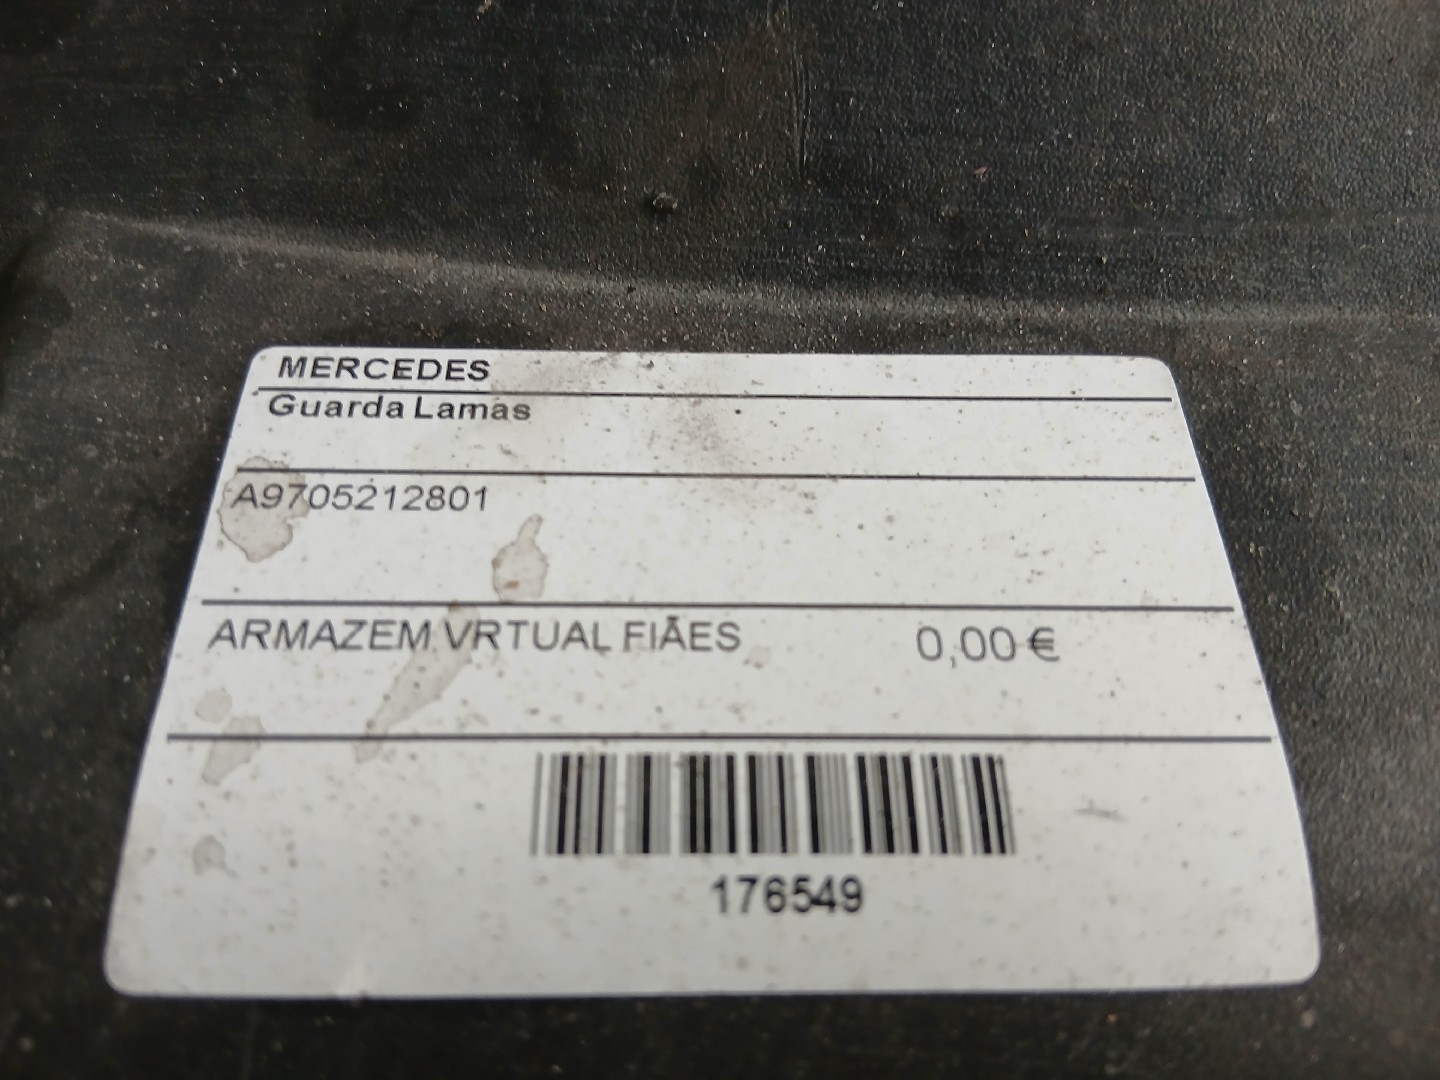 MERCEDES
Guarda Lamas
A9705212801
ARMAZEM VRTUAL FIÃES 0,00 €
176549